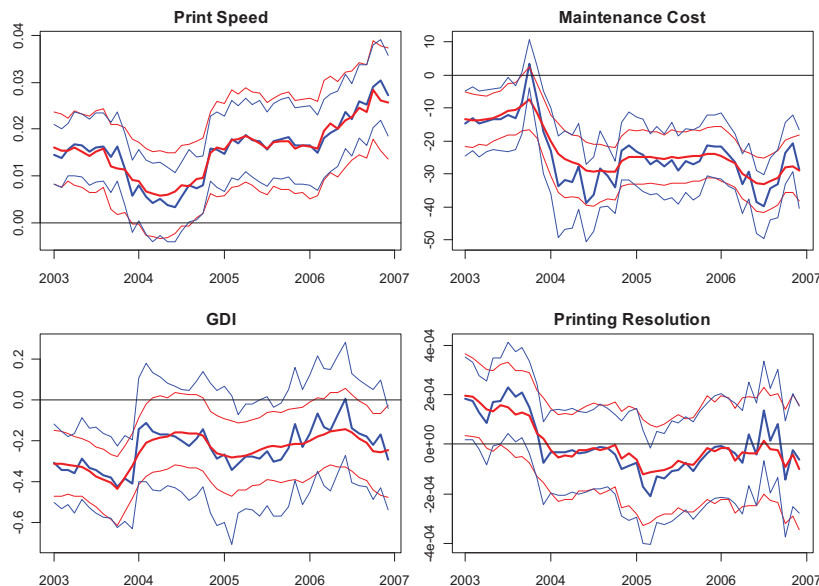 Print Speed
0.04
0.03
0.02
0.01
0.00
2003 2004 2005 2006 2007
Maintenance Cost
10
0
-10
-20
-30
-40
-50
2003 2004 2005 2006 2007
GDI
0.2
0.0
-0.2
-0.4
-0.6
2003 2004 2005 2006 2007
Printing Resolution
4e-04
2e-04
0e+00
-2e-04
-4e-04
2003 2004 2005 2006 2007